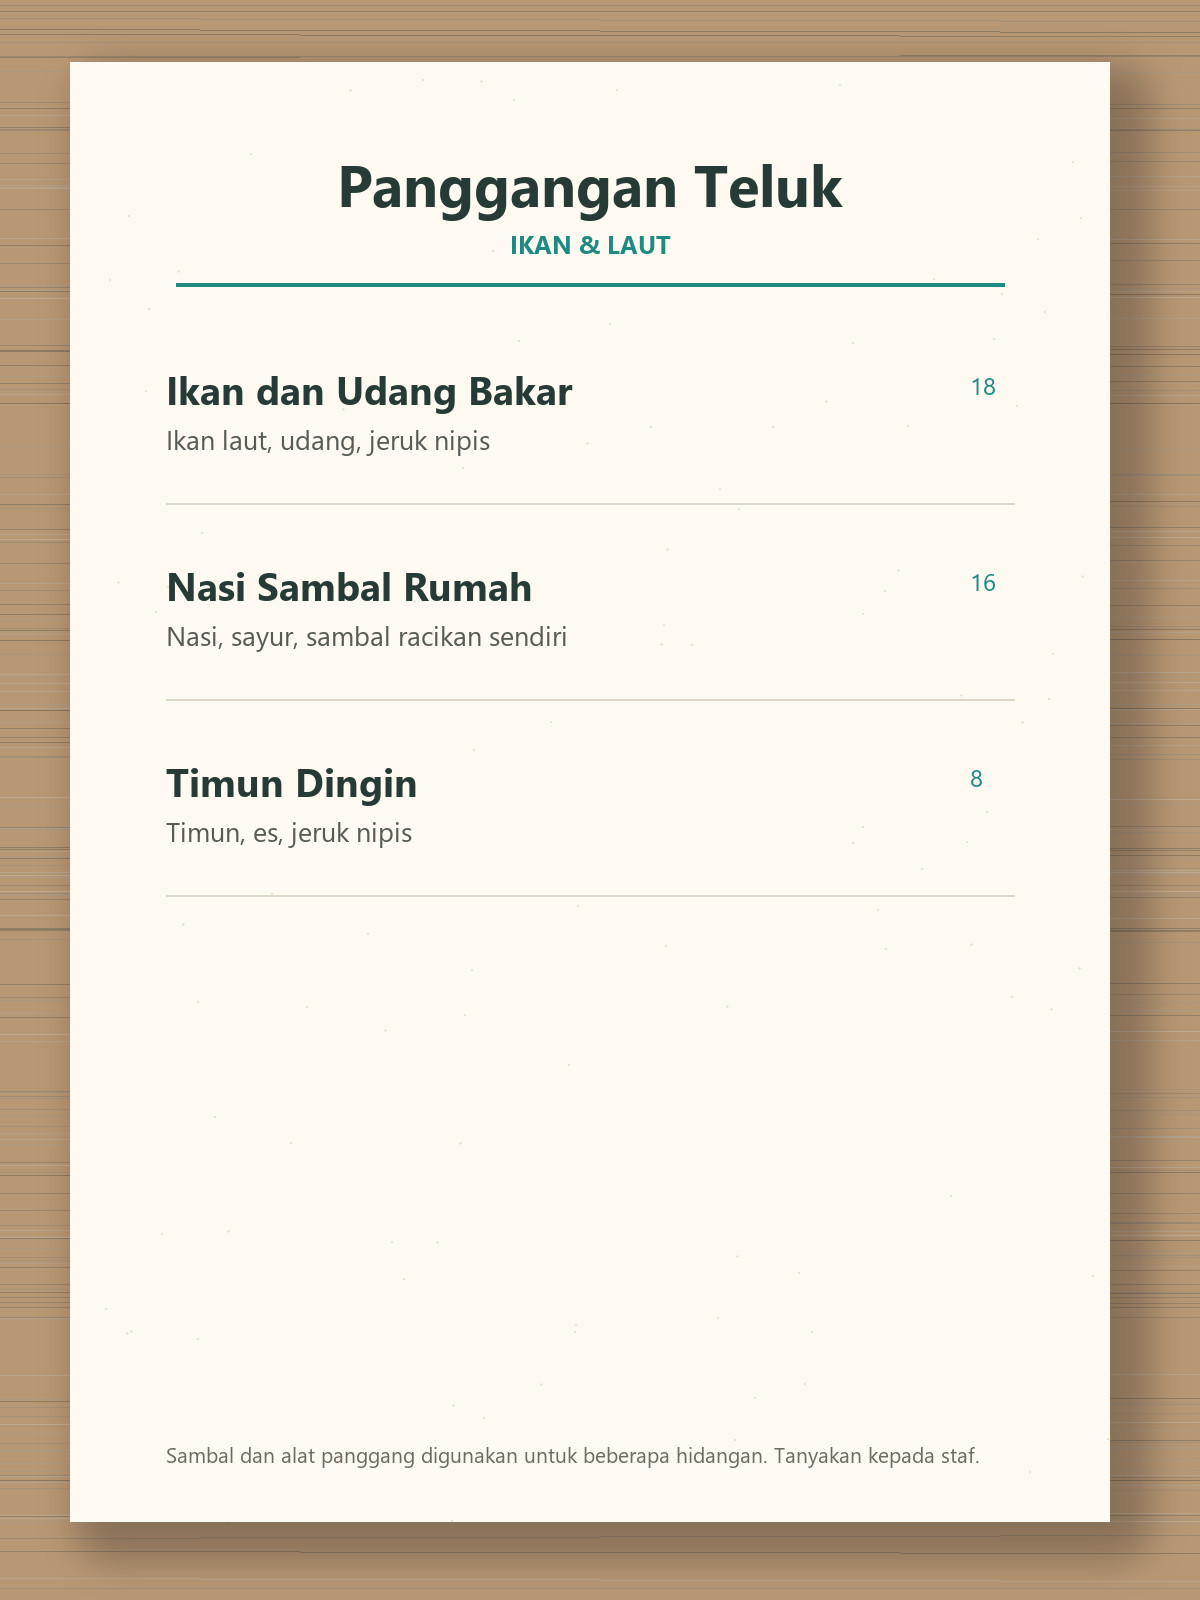 Panggangan Teluk
IKAN & LAUT
Ikan dan Udang Bakar 18
Ikan laut, udang, jeruk nipis
Nasi Sambal Rumah 16
Nasi, sayur, sambal racikan sendiri
Timun Dingin 8
Timun, es, jeruk nipis
Sambal dan alat panggang digunakan untuk beberapa hidangan. Tanyakan kepada staf.